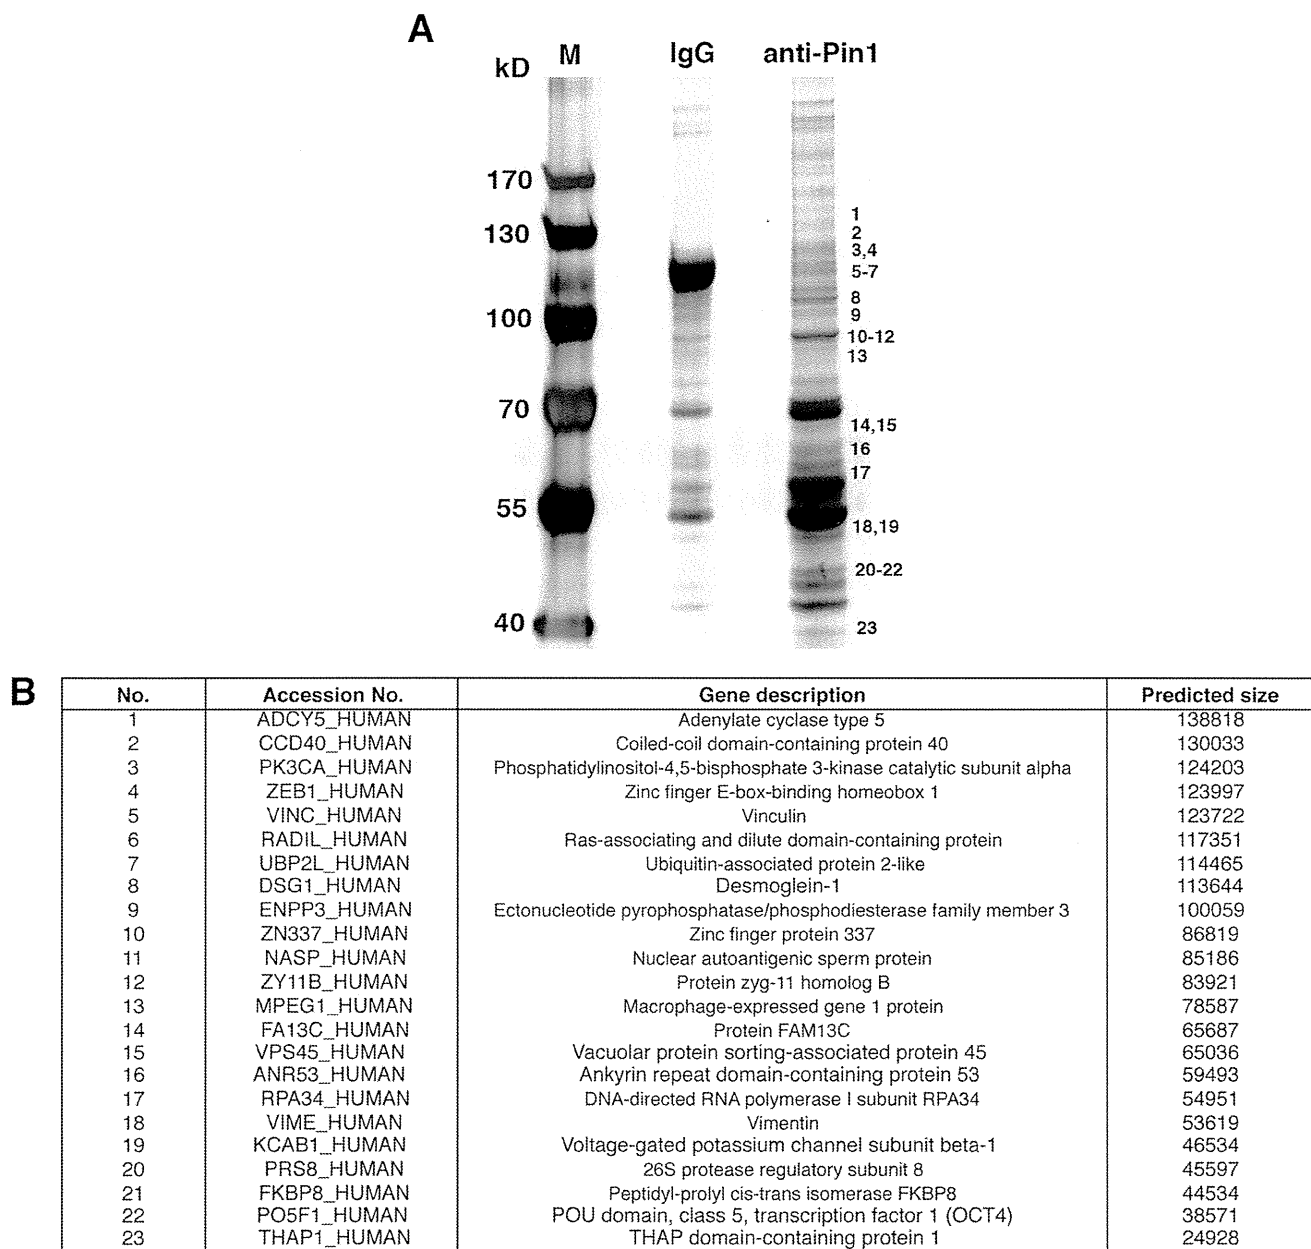 A
kD M IgG anti-Pin1
170
130
100
70
55
40
1
2
3,4
5-7
8
9
10-12
13
14,15
16
17
18,19
20-22
23
B
No. Accession No. Gene description Predicted size
1 ADCY5_HUMAN Adenylate cyclase type 5 138818
2 CCD40_HUMAN Coiled-coil domain-containing protein 40 130033
3 PK3CA_HUMAN Phosphatidylinositol-4,5-bisphosphate 3-kinase catalytic subunit alpha 124203
4 ZEB1_HUMAN Zinc finger E-box-binding homeobox 1 123997
5 VINC_HUMAN Vinculin 123722
6 RADIL_HUMAN Ras-associating and dilute domain-containing protein 117351
7 UBP2L_HUMAN Ubiquitin-associated protein 2-like 114465
8 DSG1_HUMAN Desmoglein-1 113644
9 ENPP3_HUMAN Ectonucleotide pyrophosphatase/phosphodiesterase family member 3 100059
10 ZN337_HUMAN Zinc finger protein 337 86819
11 NASP_HUMAN Nuclear autoantigenic sperm protein 85186
12 ZY11B_HUMAN Protein zyg-11 homolog B 83921
13 MPEG1_HUMAN Macrophage-expressed gene 1 protein 78587
14 FA13C_HUMAN Protein FAM13C 65687
15 VPS45_HUMAN Vacuolar protein sorting-associated protein 45 65036
16 ANR53_HUMAN Ankyrin repeat domain-containing protein 53 59493
17 RPA34_HUMAN DNA-directed RNA polymerase I subunit RPA34 54951
18 VIME_HUMAN Vimentin 53619
19 KCAB1_HUMAN Voltage-gated potassium channel subunit beta-1 46534
20 PRS8_HUMAN 26S protease regulatory subunit 8 45597
21 FKBP8_HUMAN Peptidyl-prolyl cis-trans isomerase FKBP8 44534
22 PO5F1_HUMAN POU domain, class 5, transcription factor 1 (OCT4) 38571
23 THAP1_HUMAN THAP domain-containing protein 1 24928